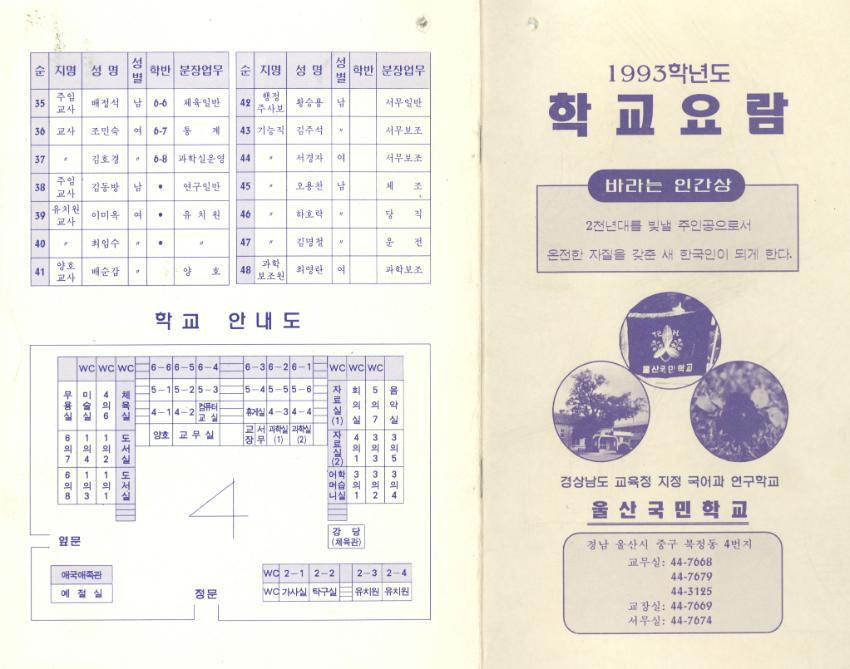 순 지명 성명 성별 학반 분장업무
35 주임교사 배정석 남 6-6 체육일반
36 교사 조민숙 여 6-7 통 계
37 〃 김호경 〃 6-8 과학실운영
38 주임교사 김동방 남 • 연구일반
39 유치원교사 이미옥 여 • 유치원
40 〃 최임수 〃 • 〃
41 양호교사 배순갑 〃 양 호
순 지명 성명 성별 학반 분장업무
42 행정주사보 황승용 남 서무일반
43 기능직 김주석 〃 서무보조
44 〃 서경자 여 서무보조
45 〃 오용찬 남 체 조
46 〃 하호락 〃 당 직
47 〃 김명철 〃 운 전
48 과학보조원 최영란 여 과학보조
학교 안내도
WC WC WC 6-6 6-5 6-4 6-3 6-2 6-1 WC WC WC
무용실 미술실 4의6 체육실 5-1 5-2 5-3 5-4 5-5 5-6 자료실(1) 회의실 5의7 음악실
4-1 4-2 컴퓨터교실 휴게실 4-3 4-4
6의7 1의4 1의2 도서실 양호 교무실 교장 서무 과학실(1) 과학실(2) 자료실(2) 4의1 3의3 3의5
6의8 1의3 1의1 도서실 어머니학습실 3의1 3의2 3의4
강당
(체육관)
옆문
애국애족관
예절실
정문
WC 2-1 2-2 2-3 2-4
WC 가사실 탁구실 유치원 유치원
1993학년도
학교요람
바라는 인간상
2천년대를 빛낼 주인공으로서
온전한 자질을 갖춘 새 한국인이 되게 한다.
울산국민학교
경상남도 교육청 지정 국어과 연구학교
울산국민학교
경남 울산시 중구 북정동 4번지
교무실: 44-7668
44-7679
44-3125
교장실: 44-7669
서무실: 44-7674